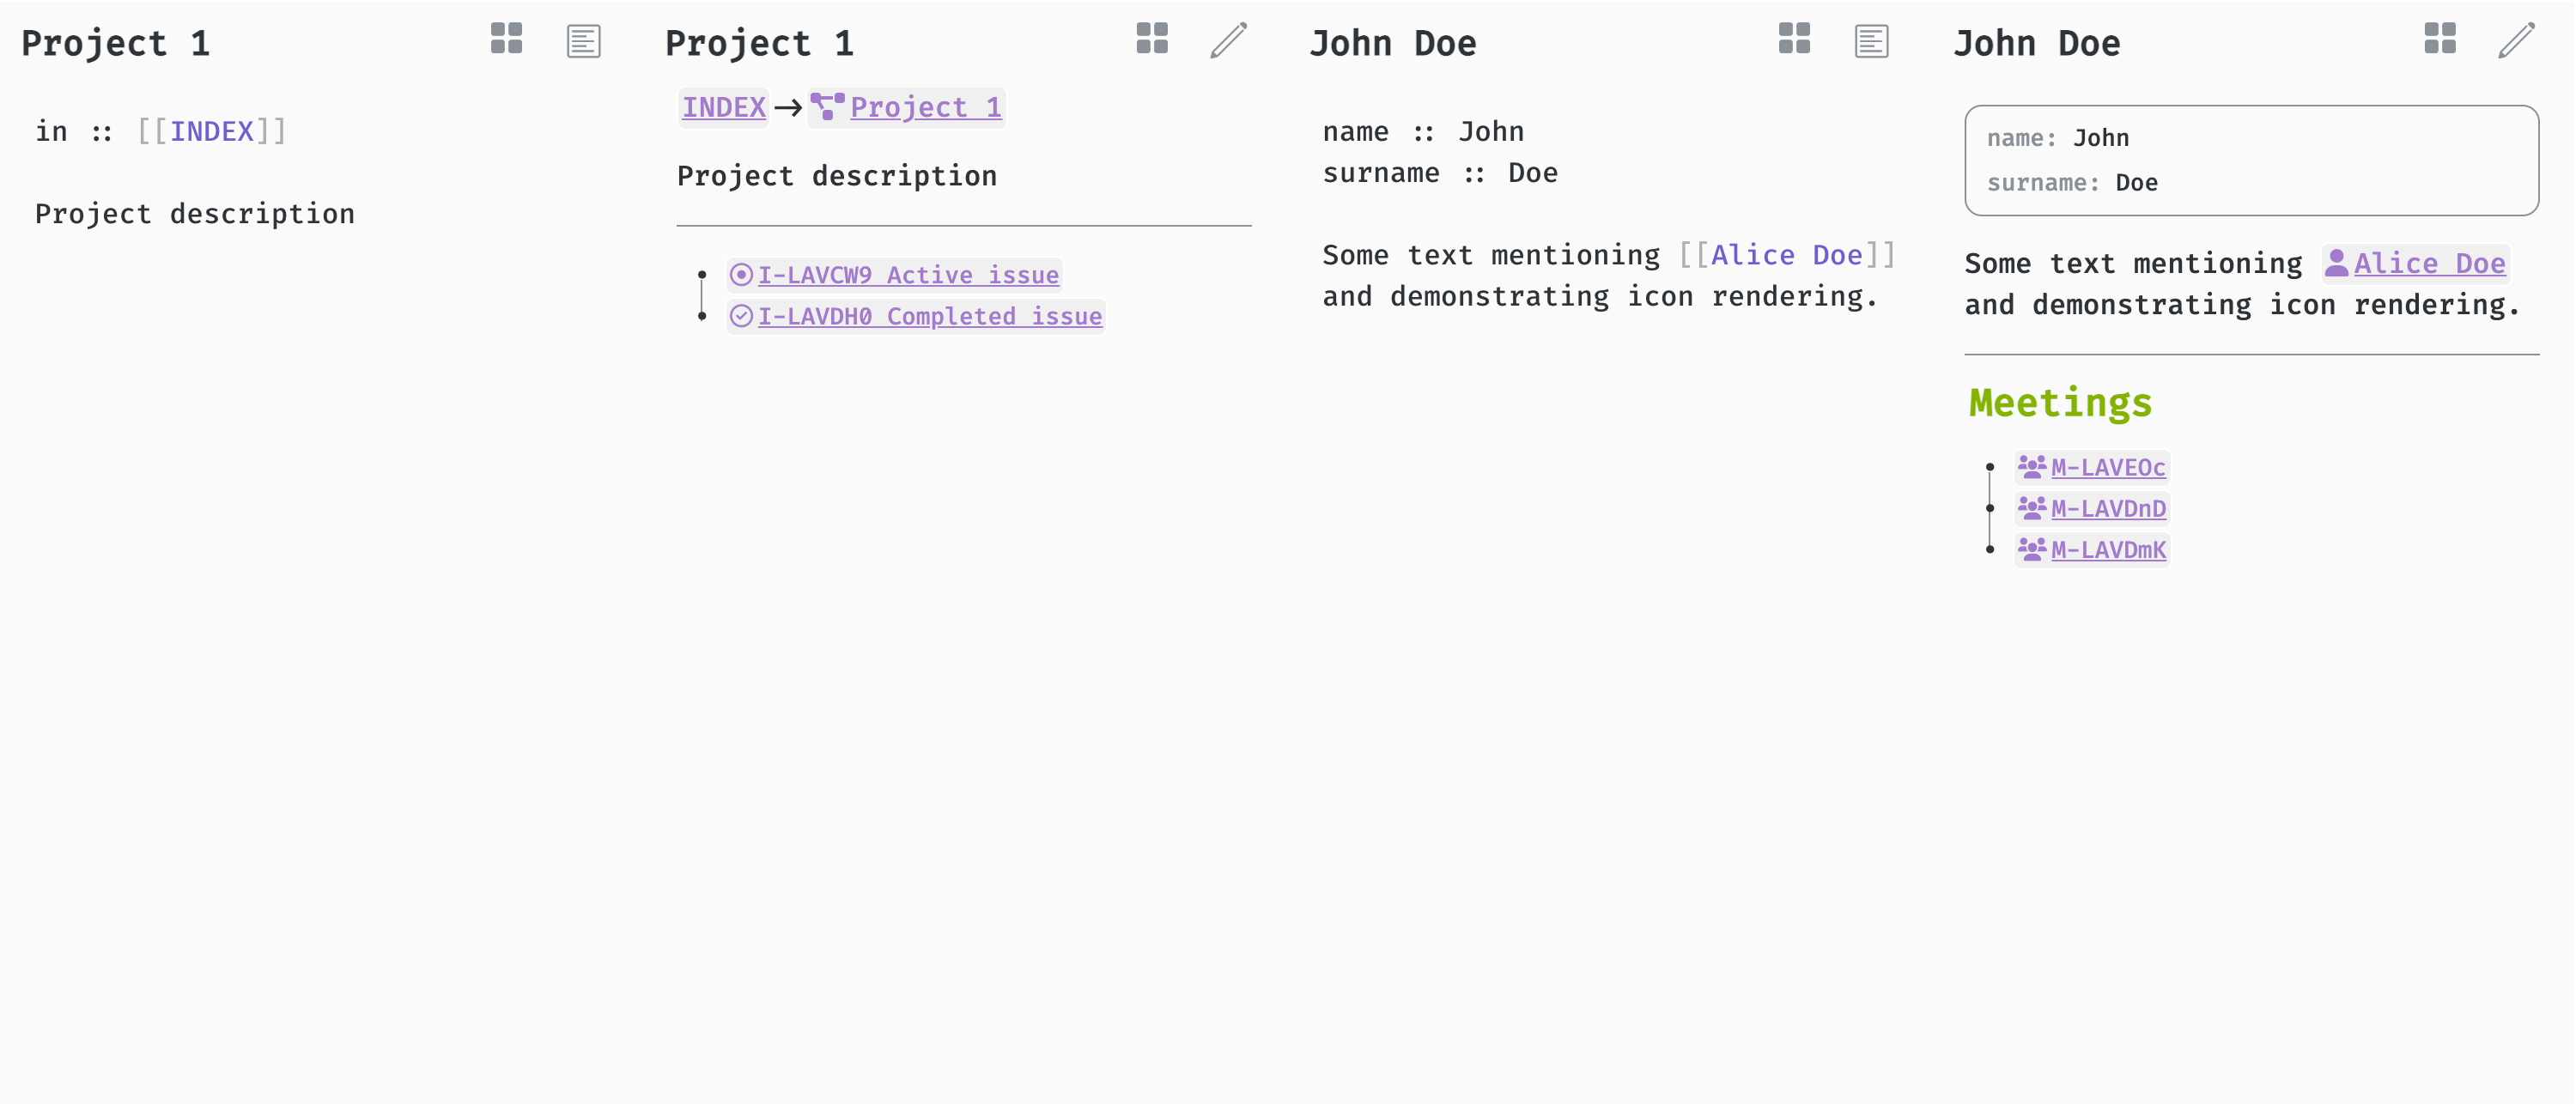 Project 1
in :: [[INDEX]]
Project description
Project 1
INDEX→Project 1
Project description
I-LAVCW9 Active issue
I-LAVDH0 Completed issue
John Doe
name :: John
surname :: Doe
Some text mentioning [[Alice Doe]]
and demonstrating icon rendering.
John Doe
name: John
surname: Doe
Some text mentioning Alice Doe
and demonstrating icon rendering.
Meetings
M-LAVEOc
M-LAVDnD
M-LAVDmK